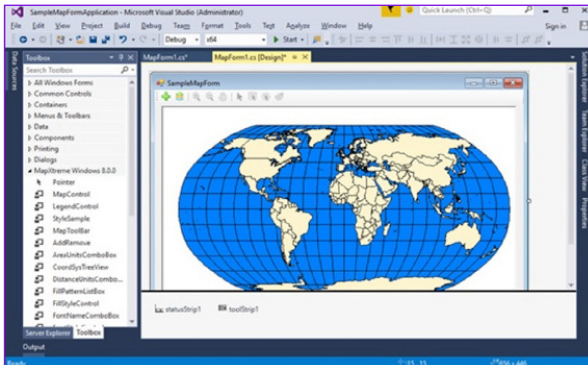 SampleMapFormApplication - Microsoft Visual Studio (Administrator)
Quick Launch (Ctrl+Q)
File Edit View Project Build Debug Team Format Tools Test Analyze Window Help
Sign in
Debug x64 Start
Data Sources
Toolbox
MapForm1.cs*
MapForm1.cs [Design]*
Search Toolbox
All Windows Forms
Common Controls
Containers
Menus & Toolbars
Data
Components
Printing
Dialogs
MapXtreme Windows 8.0.0
Pointer
MapControl
LegendControl
StyleSample
MapToolBar
AddRemove
AreaUnitsComboBox
CoordSysTreeView
DistanceUnitsCombo...
FillPatternListBox
FillStyleControl
FontNameComboBox
SampleMapForm
statusStrip1
toolStrip1
Solution Explorer
Team Explorer
Class View
Properties
Server Explorer
Toolbox
Output
Ready
15, 15
656 x 446